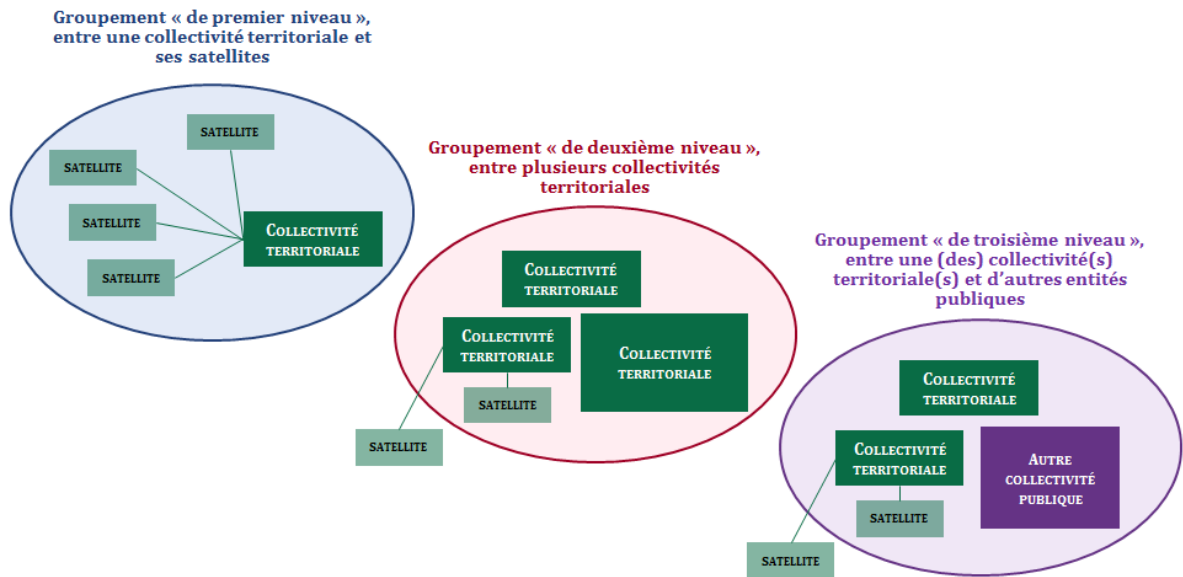 Groupement « de premier niveau »,
entre une collectivité territoriale et
ses satellites
SATELLITE
SATELLITE
SATELLITE
SATELLITE
COLLECTIVITÉ
TERRITORIALE
Groupement « de deuxième niveau »,
entre plusieurs collectivités
territoriales
COLLECTIVITÉ
TERRITORIALE
COLLECTIVITÉ
TERRITORIALE
COLLECTIVITÉ
TERRITORIALE
SATELLITE
SATELLITE
Groupement « de troisième niveau »,
entre une (des) collectivité(s)
territoriale(s) et d'autres entités
publiques
COLLECTIVITÉ
TERRITORIALE
COLLECTIVITÉ
TERRITORIALE
AUTRE
COLLECTIVITÉ
PUBLIQUE
SATELLITE
SATELLITE